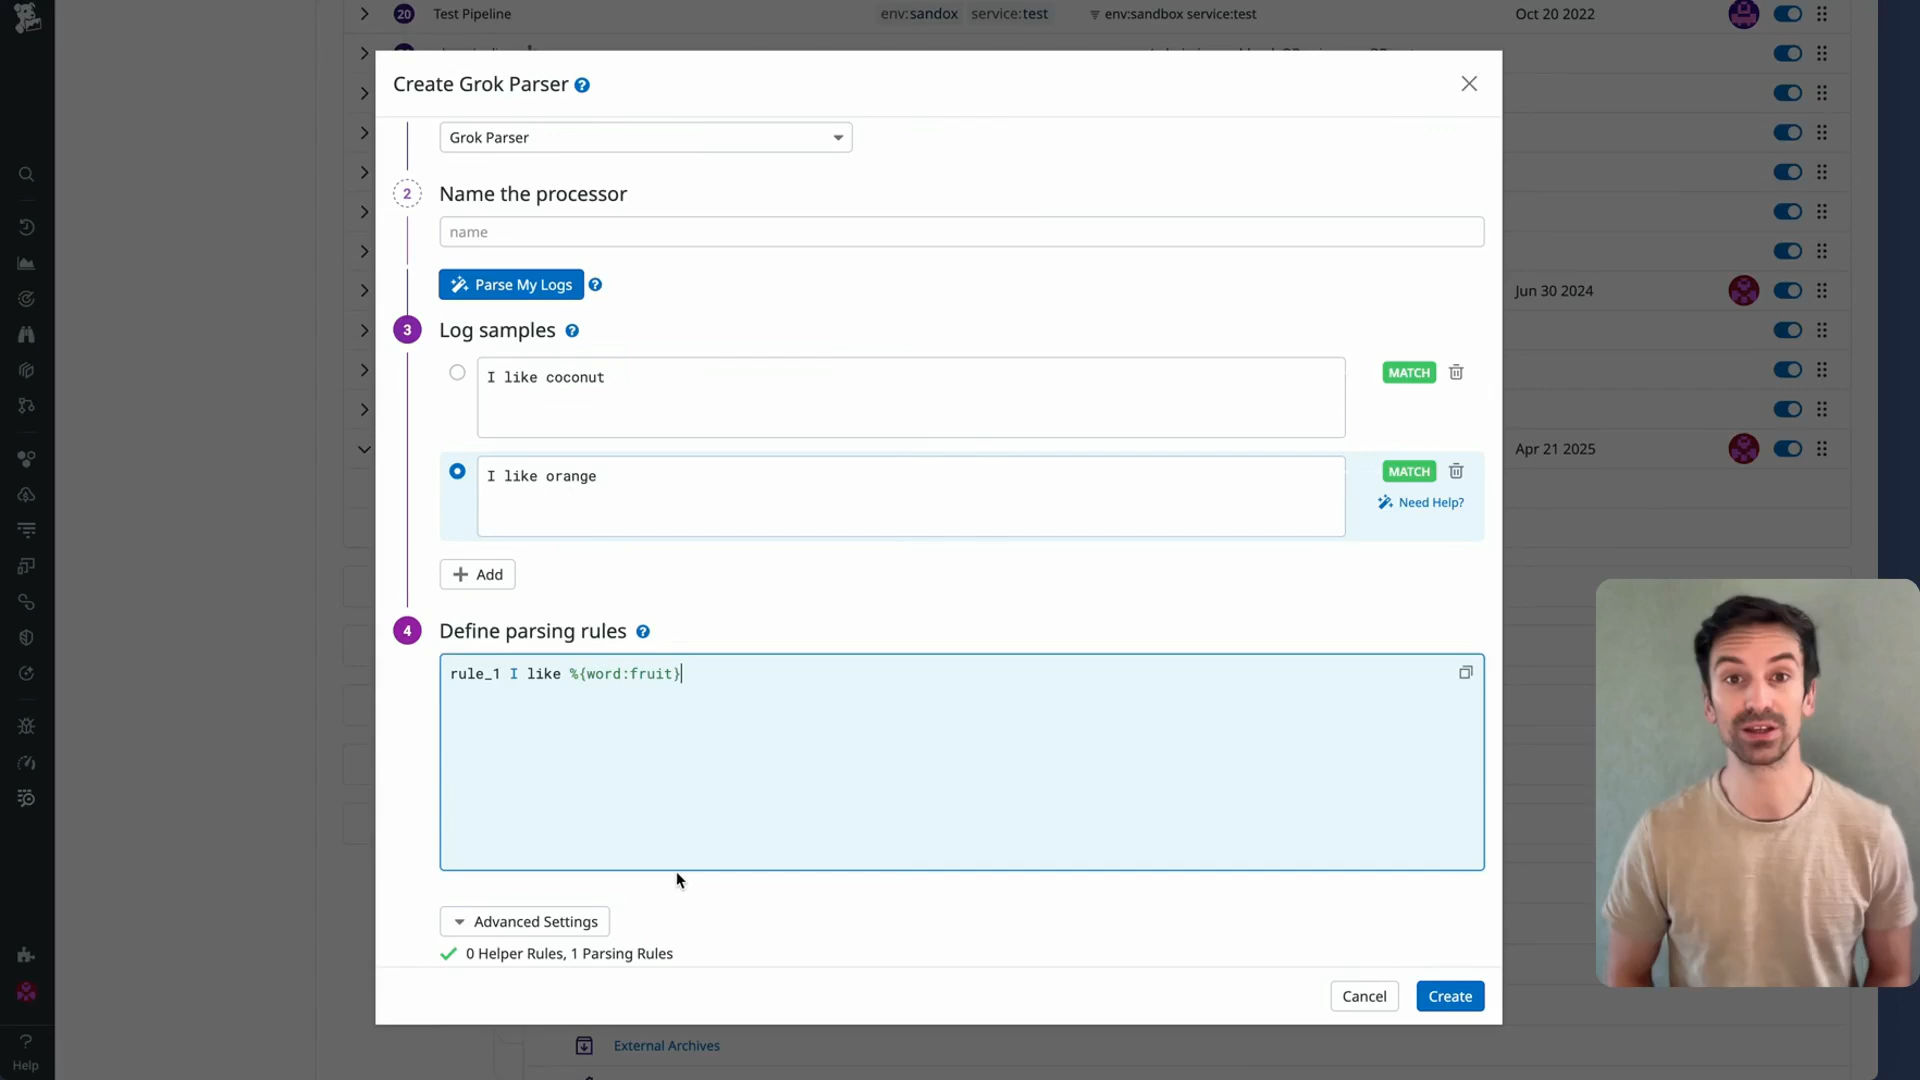 20 Test Pipeline env:sandox service:test env:sandbox service:test Oct 20 2022
Create Grok Parser ?
Grok Parser
2 Name the processor
name
Parse My Logs ?
Jun 30 2024
3 Log samples ?
I like coconut
MATCH
Apr 21 2025
I like orange
MATCH
Need Help?
+ Add
4 Define parsing rules ?
rule_1 I like %{word:fruit}
Advanced Settings
0 Helper Rules, 1 Parsing Rules
Cancel
Create
External Archives
?
Help